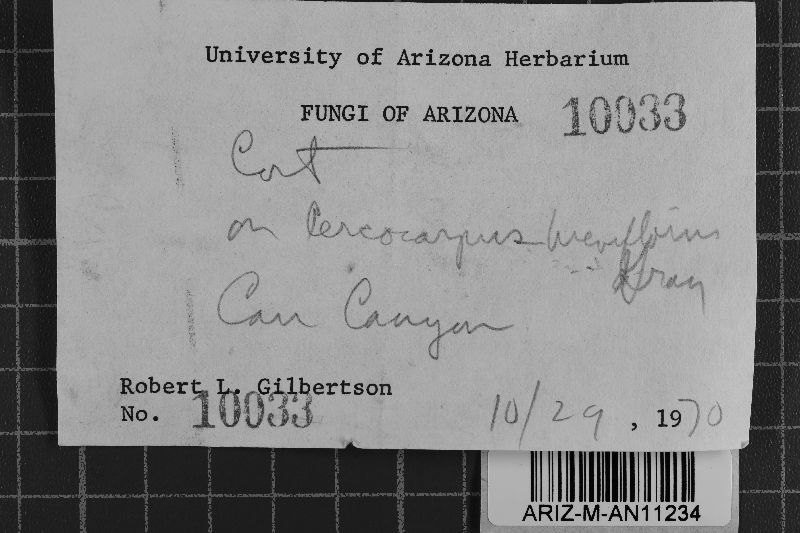 University of Arizona Herbarium
FUNGI OF ARIZONA 10033
Cort
on Cercocarpus breviflorus
Gray
Carr Canyon
Robert L. Gilbertson
No. 10033 10/29, 1970
ARIZ-M-AN11234